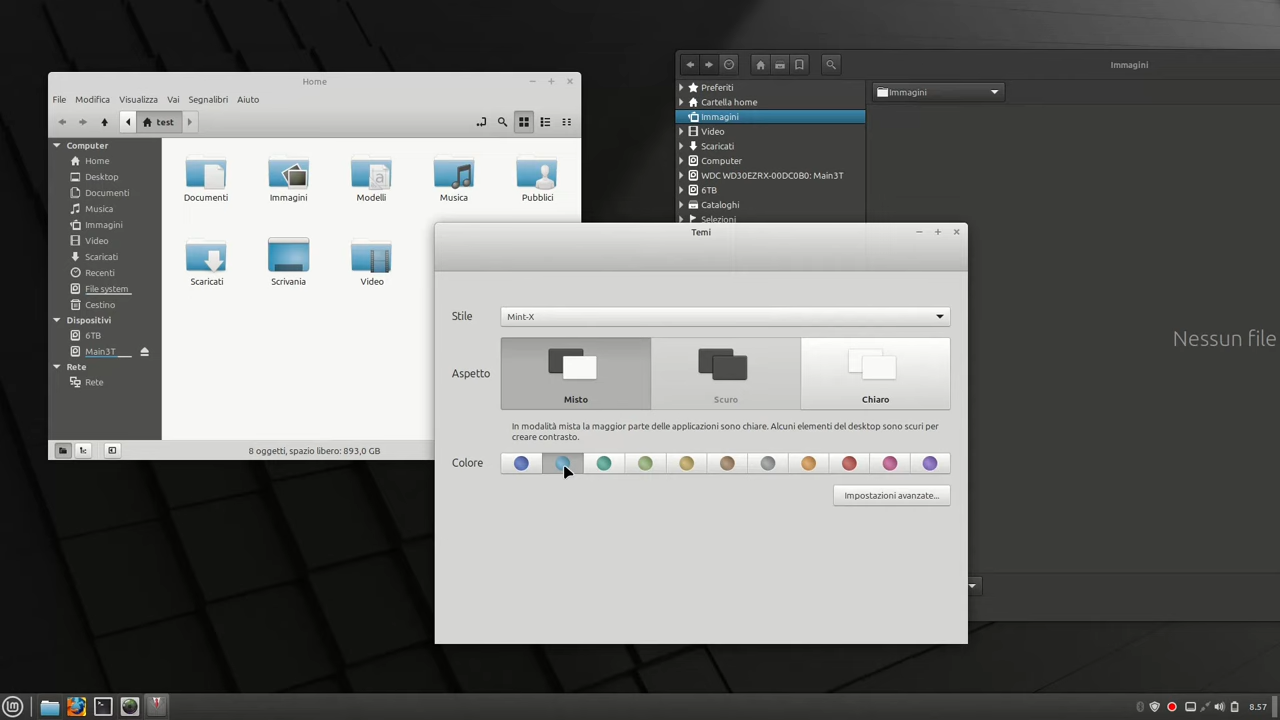 Home
File Modifica Visualizza Vai Segnalibri Aiuto
test
Computer
Home
Desktop
Documenti
Musica
Immagini
Video
Scaricati
Recenti
File system
Cestino
Dispositivi
6TB
Main3T
Rete
Rete
Documenti Immagini Modelli Musica Pubblici
Scaricati Scrivania Video
8 oggetti, spazio libero: 893,0 GB
Immagini
Preferiti
Cartella home
Immagini
Video
Scaricati
Computer
WDC WD30EZRX-00DC0B0: Main3T
6TB
Cataloghi
Selezioni
Immagini
Nessun file
Temi
Stile Mint-X
Aspetto Misto Scuro Chiaro
In modalità mista la maggior parte delle applicazioni sono chiare. Alcuni elementi del desktop sono scuri per
creare contrasto.
Colore
Impostazioni avanzate...
8.57